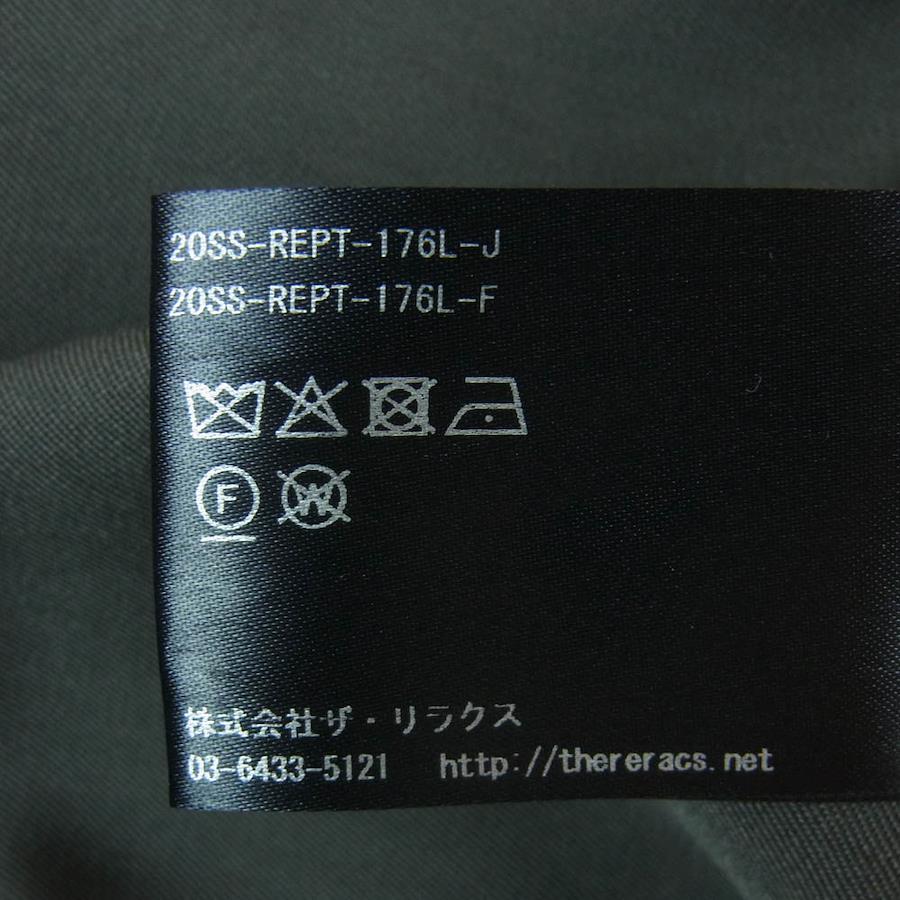 20SS-REPT-176L-J
20SS-REPT-176L-F
F W
株式会社ザ・リラクス
03-6433-5121 http://thereracs.net